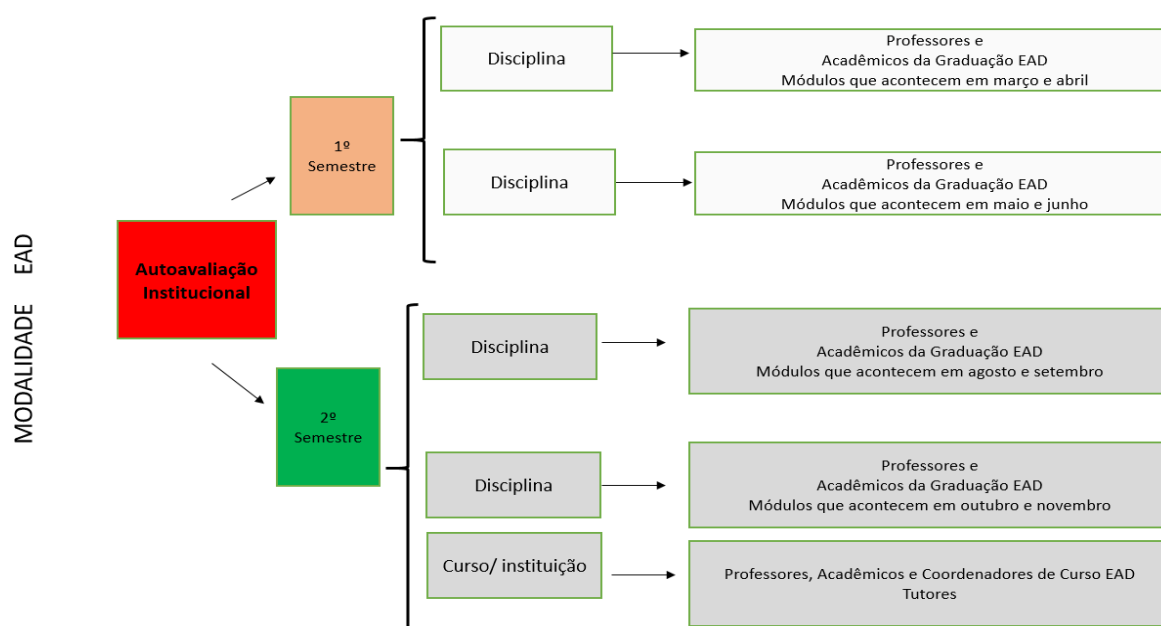 MODALIDADE EAD
Autoavaliação
Institucional
1º
Semestre
Disciplina
Professores e
Acadêmicos da Graduação EAD
Módulos que acontecem em março e abril
Disciplina
Professores e
Acadêmicos da Graduação EAD
Módulos que acontecem em maio e junho
2º
Semestre
Disciplina
Professores e
Acadêmicos da Graduação EAD
Módulos que acontecem em agosto e setembro
Disciplina
Professores e
Acadêmicos da Graduação EAD
Módulos que acontecem em outubro e novembro
Curso/ instituição
Professores, Acadêmicos e Coordenadores de Curso EAD
Tutores